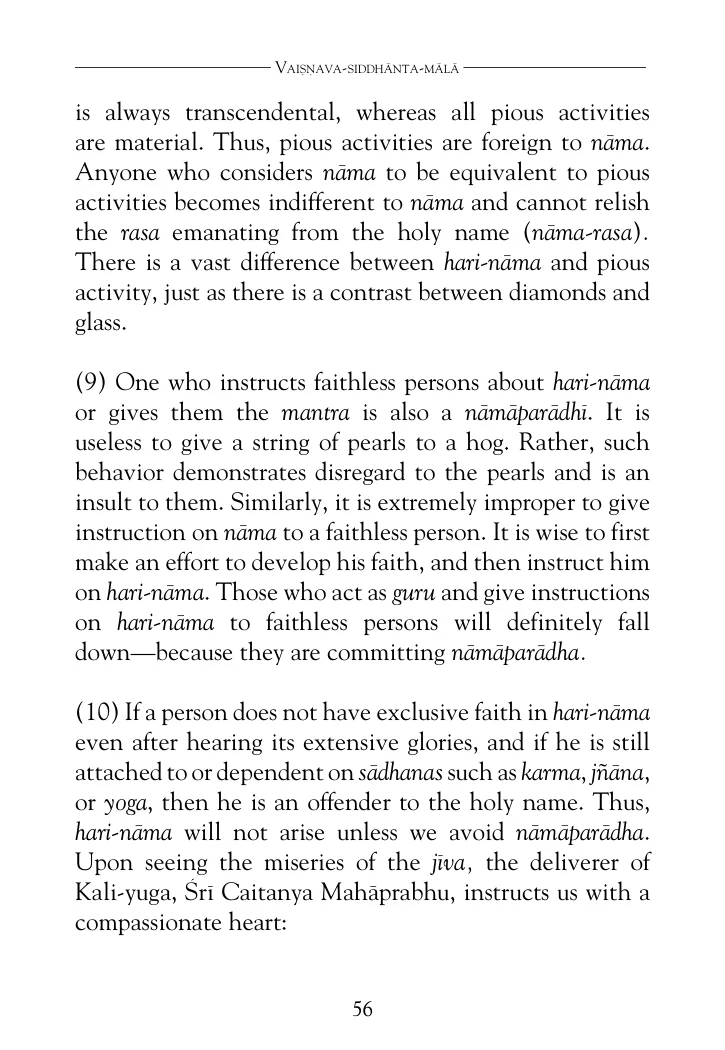 Vaiṣṇava-siddhānta-mālā
is always transcendental, whereas all pious activities
are material. Thus, pious activities are foreign to nāma.
Anyone who considers nāma to be equivalent to pious
activities becomes indifferent to nāma and cannot relish
the rasa emanating from the holy name (nāma-rasa).
There is a vast difference between hari-nāma and pious
activity, just as there is a contrast between diamonds and
glass.
(9) One who instructs faithless persons about hari-nāma
or gives them the mantra is also a nāmāparādhī. It is
useless to give a string of pearls to a hog. Rather, such
behavior demonstrates disregard to the pearls and is an
insult to them. Similarly, it is extremely improper to give
instruction on nāma to a faithless person. It is wise to first
make an effort to develop his faith, and then instruct him
on hari-nāma. Those who act as guru and give instructions
on hari-nāma to faithless persons will definitely fall
down—because they are committing nāmāparādha.
(10) If a person does not have exclusive faith in hari-nāma
even after hearing its extensive glories, and if he is still
attached to or dependent on sādhanas such as karma, jñāna,
or yoga, then he is an offender to the holy name. Thus,
hari-nāma will not arise unless we avoid nāmāparādha.
Upon seeing the miseries of the jīva, the deliverer of
Kali-yuga, Śrī Caitanya Mahāprabhu, instructs us with a
compassionate heart:
56